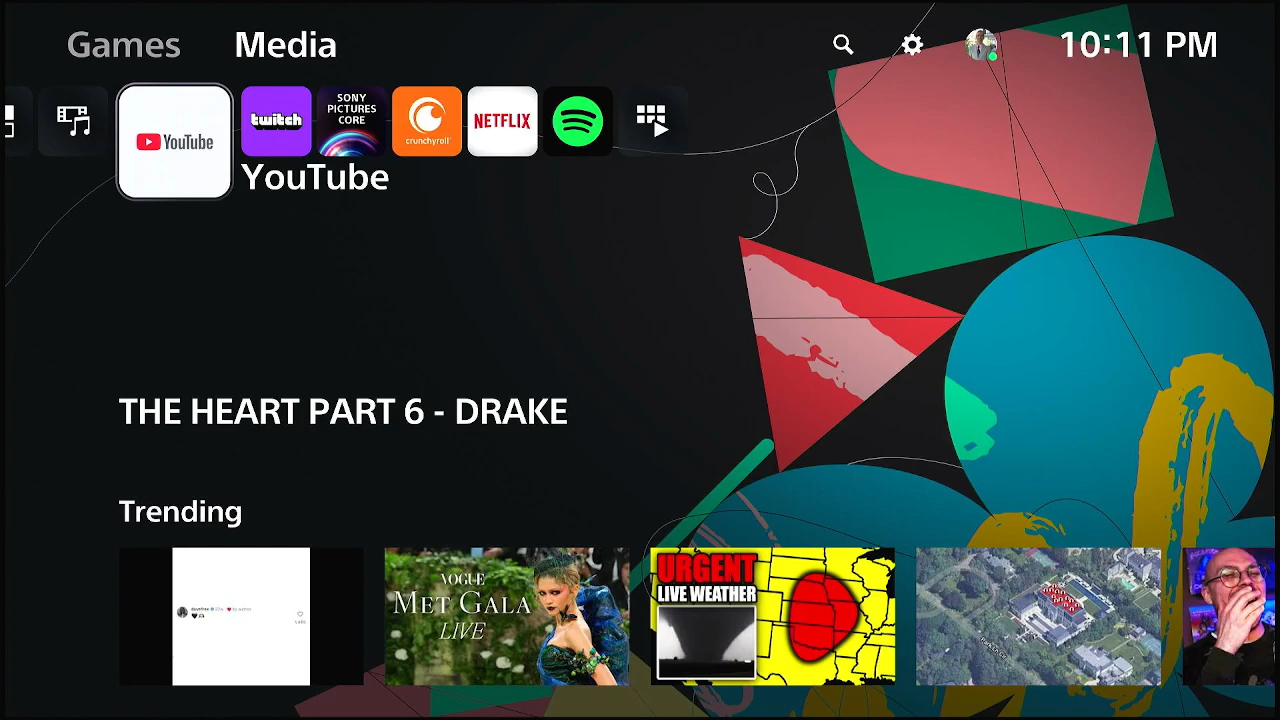 Games
Media
10:11 PM
YouTube
twitch
SONY
PICTURES
CORE
crunchyroll
NETFLIX
YouTube
THE HEART PART 6 - DRAKE
Trending
VOGUE
MET GALA
LIVE
URGENT
LIVE WEATHER